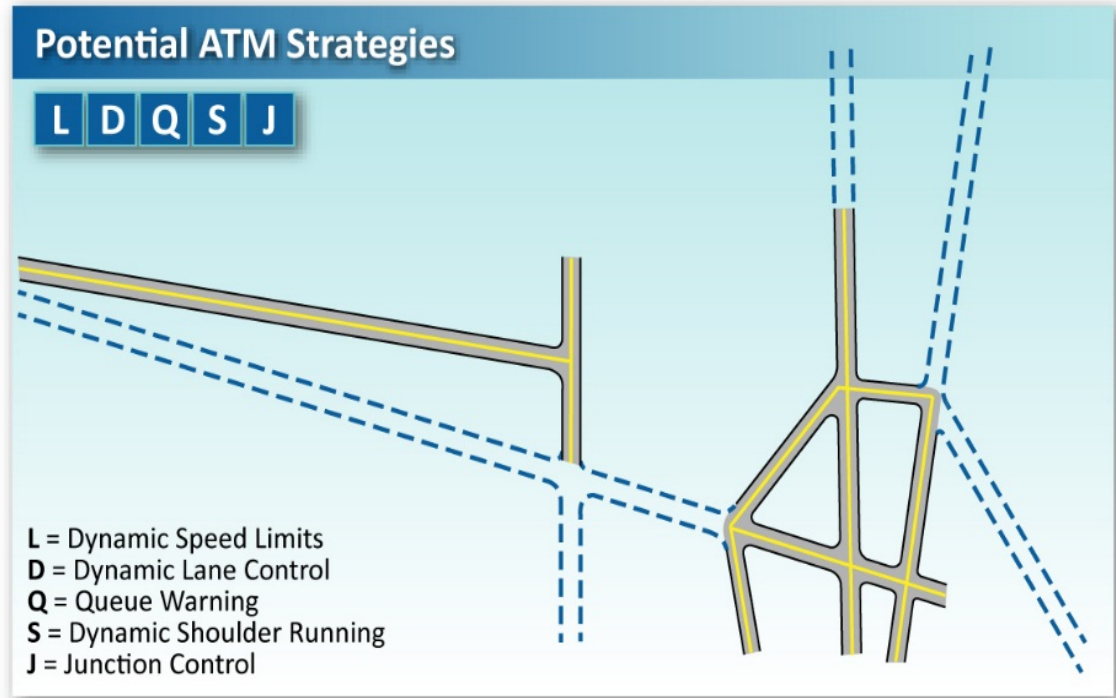 Potential ATM Strategies
L D Q S J
L = Dynamic Speed Limits
D = Dynamic Lane Control
Q = Queue Warning
S = Dynamic Shoulder Running
J = Junction Control